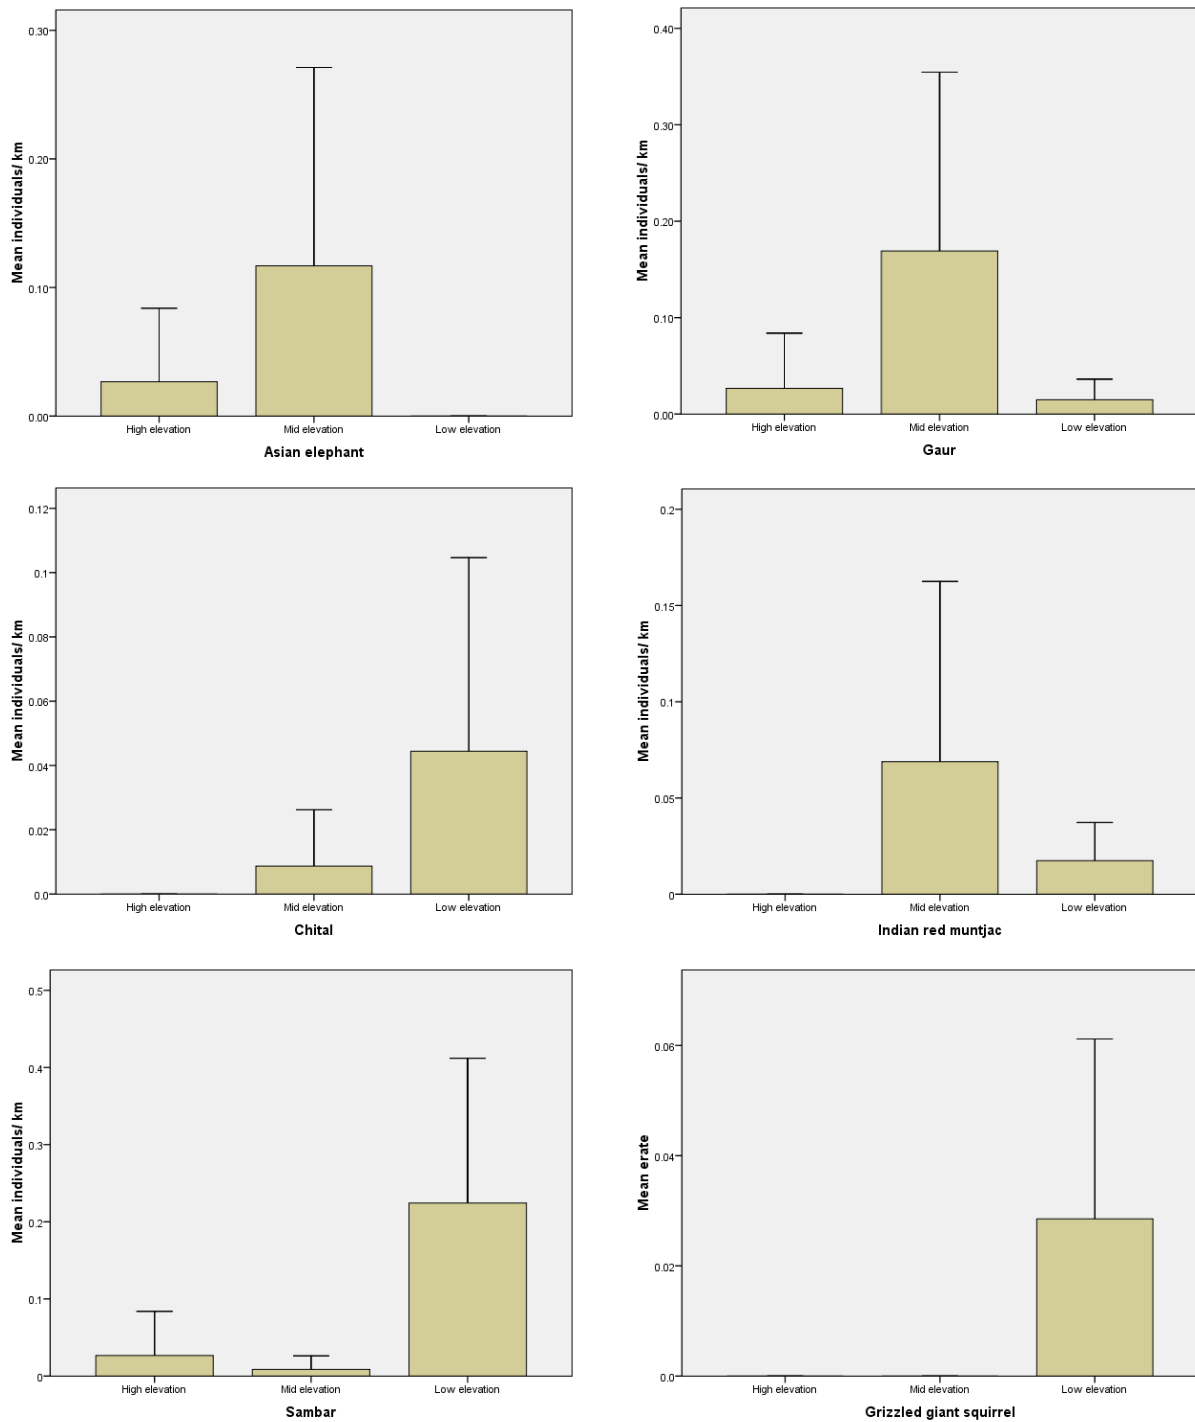 Mean individuals/ km
0.30
0.20
0.10
0.00
High elevation
Mid elevation
Low elevation
Asian elephant
Mean individuals/ km
0.40
0.30
0.20
0.10
0.00
High elevation
Mid elevation
Low elevation
Gaur
Mean individuals/ km
0.12
0.1
0.08
0.06
0.04
0.02
0.0
High elevation
Mid elevation
Low elevation
Chital
Mean individuals/ km
0.2
0.15
0.1
0.05
0
High elevation
Mid elevation
Low elevation
Indian red muntjac
Mean individuals/ km
0.5
0.4
0.3
0.2
0.1
0
High elevation
Mid elevation
Low elevation
Sambar
Mean erate
0.06
0.04
0.02
0.0
High elevation
Mid elevation
Low elevation
Grizzled giant squirrel